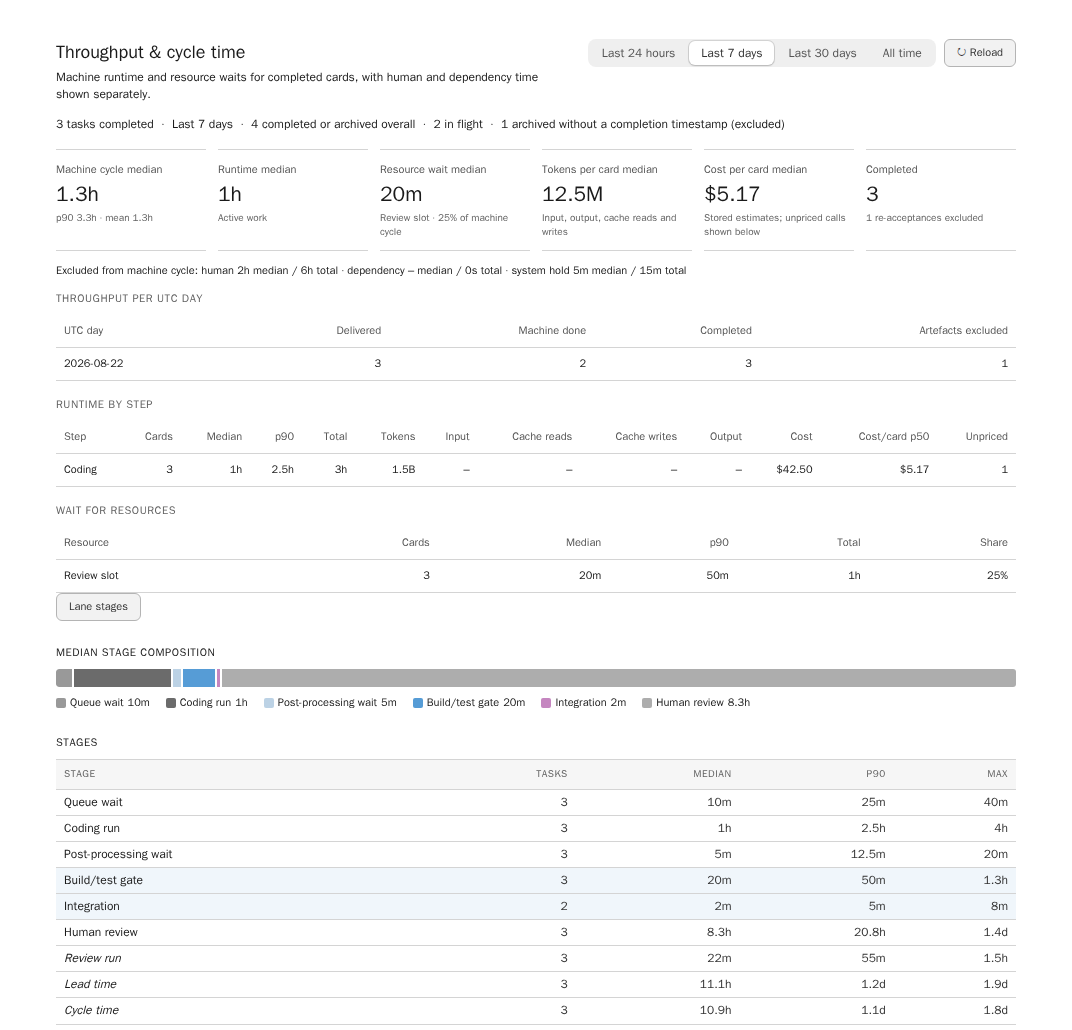 Throughput & cycle time
Last 24 hours Last 7 days Last 30 days All time Reload
Machine runtime and resource waits for completed cards, with human and dependency time
shown separately.
3 tasks completed · Last 7 days · 4 completed or archived overall · 2 in flight · 1 archived without a completion timestamp (excluded)
Machine cycle median Runtime median Resource wait median Tokens per card median Cost per card median Completed
1.3h 1h 20m 12.5M $5.17 3
p90 3.3h · mean 1.3h Active work Review slot · 25% of machine Input, output, cache reads and Stored estimates; unpriced calls 1 re-acceptances excluded
cycle writes shown below
Excluded from machine cycle: human 2h median / 6h total · dependency — median / 0s total · system hold 5m median / 15m total
THROUGHPUT PER UTC DAY
UTC day Delivered Machine done Completed Artefacts excluded
2026-08-22 3 2 3 1
RUNTIME BY STEP
Step Cards Median p90 Total Tokens Input Cache reads Cache writes Output Cost Cost/card p50 Unpriced
Coding 3 1h 2.5h 3h 1.5B — — — — $42.50 $5.17 1
WAIT FOR RESOURCES
Resource Cards Median p90 Total Share
Review slot 3 20m 50m 1h 25%
Lane stages
MEDIAN STAGE COMPOSITION
Queue wait 10m Coding run 1h Post-processing wait 5m Build/test gate 20m Integration 2m Human review 8.3h
STAGES
STAGE TASKS MEDIAN P90 MAX
Queue wait 3 10m 25m 40m
Coding run 3 1h 2.5h 4h
Post-processing wait 3 5m 12.5m 20m
Build/test gate 3 20m 50m 1.3h
Integration 2 2m 5m 8m
Human review 3 8.3h 20.8h 1.4d
Review run 3 22m 55m 1.5h
Lead time 3 11.1h 1.2d 1.9d
Cycle time 3 10.9h 1.1d 1.8d